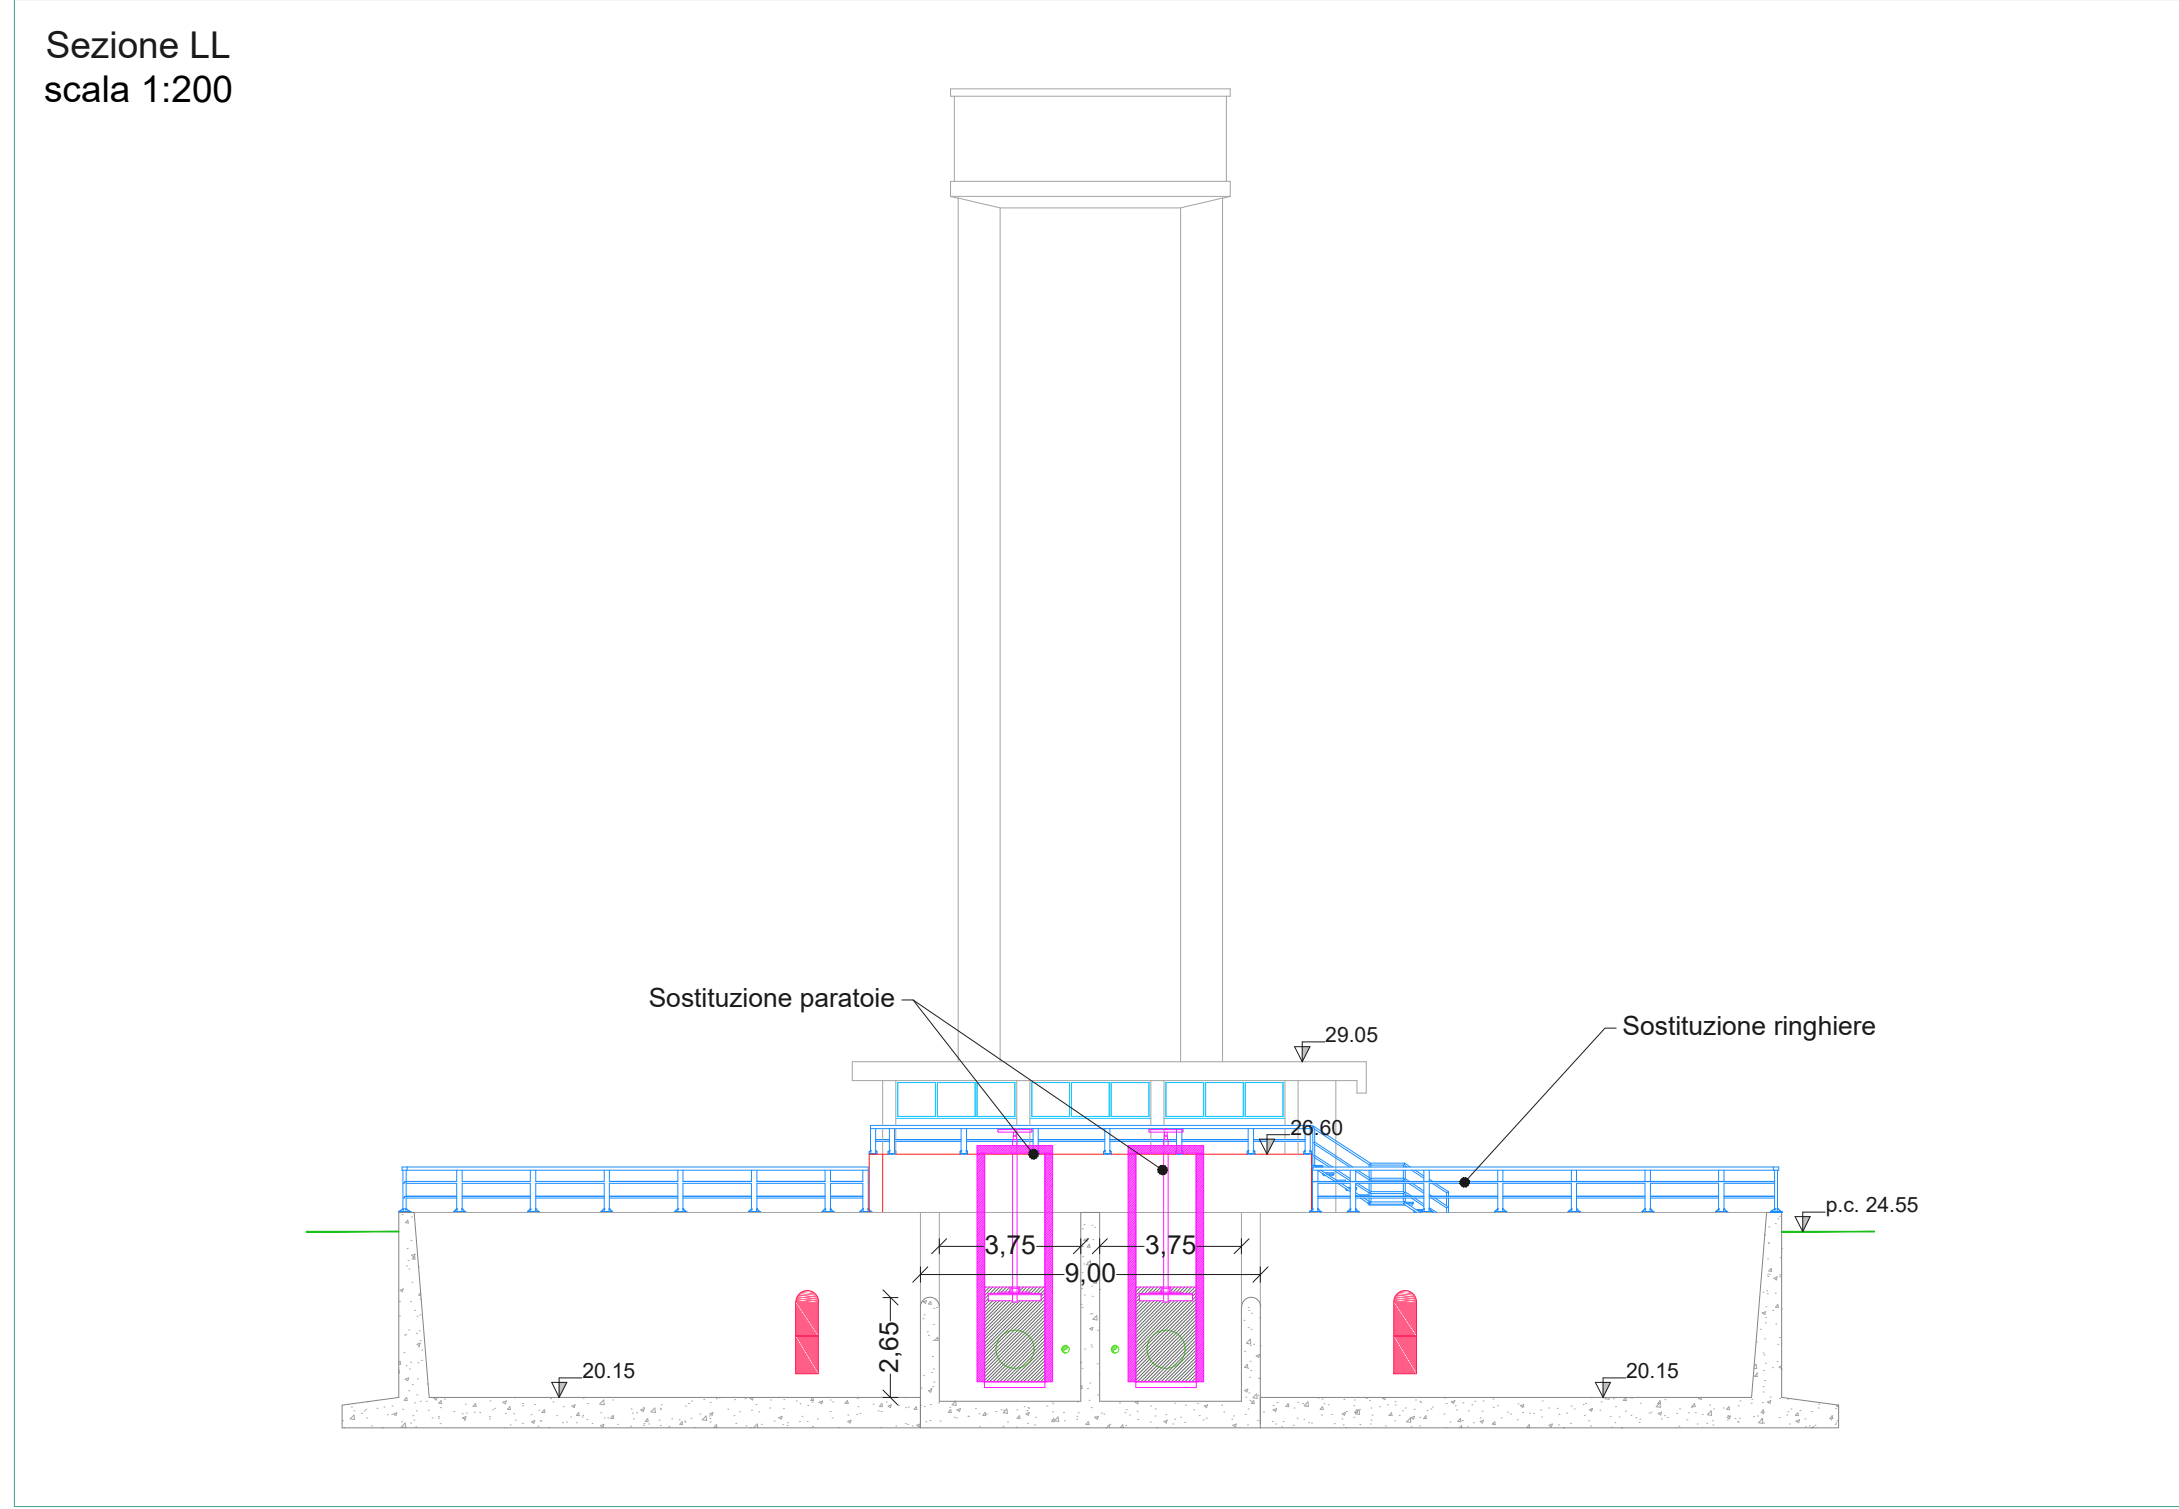 Sezione LL
scala 1:200
Sostituzione paratoie
Sostituzione ringhiere
29.05
26.60
p.c. 24.55
3,75
3,75
9,00
2,65
20.15
20.15